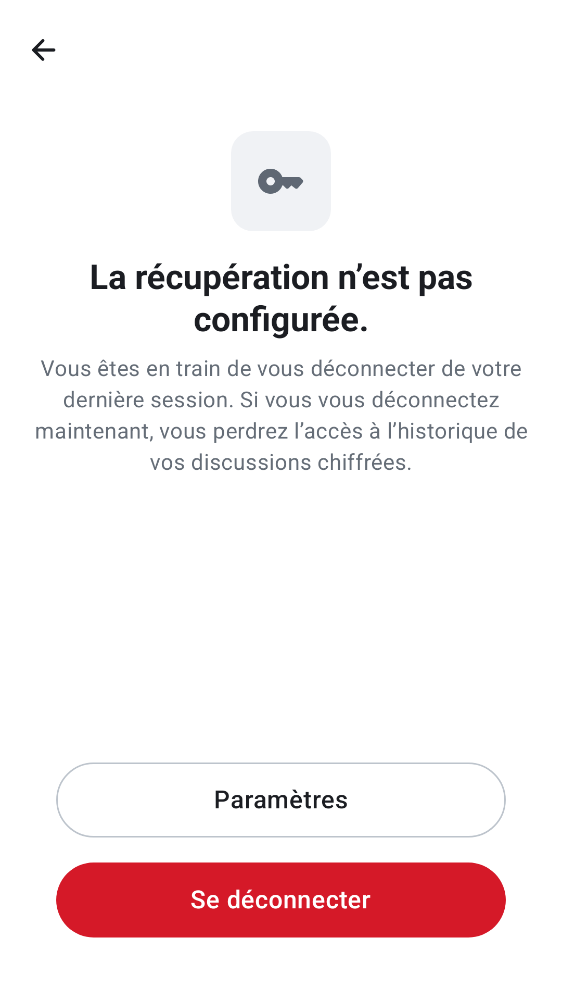 La récupération n’est pas
configurée.
Vous êtes en train de vous déconnecter de votre
dernière session. Si vous vous déconnectez
maintenant, vous perdrez l’accès à l’historique de
vos discussions chiffrées.
Paramètres
Se déconnecter